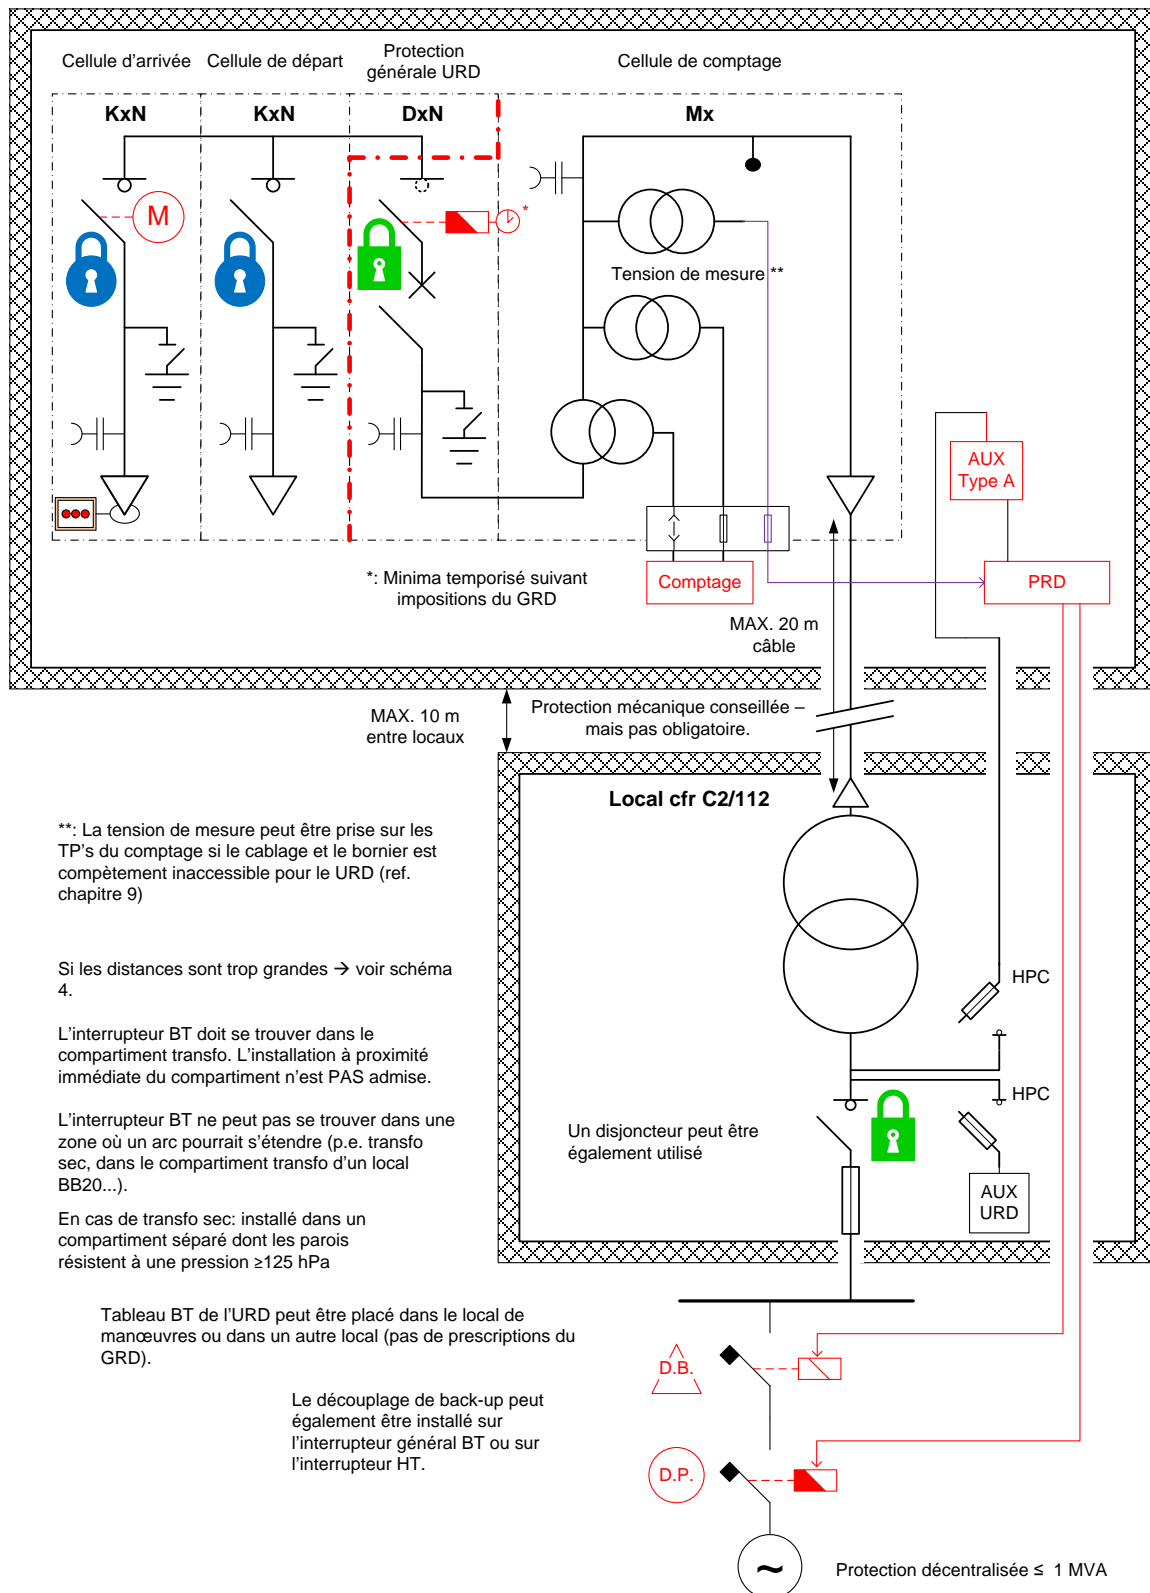 Cellule d'arrivée
Cellule de départ
Protection
générale URD
Cellule de comptage
KxN
KxN
DxN
Mx
M
*
Tension de mesure **
AUX
Type A
*: Minima temporisé suivant
impositions du GRD
Comptage
PRD
MAX. 20 m
câble
MAX. 10 m
entre locaux
Protection mécanique conseillée –
mais pas obligatoire.
Local cfr C2/112
**: La tension de mesure peut être prise sur les
TP's du comptage si le cablage et le bornier est
compètement inaccessible pour le URD (ref.
chapitre 9)
Si les distances sont trop grandes → voir schéma
4.
HPC
L'interrupteur BT doit se trouver dans le
compartiment transfo. L'installation à proximité
immédiate du compartiment n'est PAS admise.
HPC
L'interrupteur BT ne peut pas se trouver dans une
zone où un arc pourrait s'étendre (p.e. transfo
sec, dans le compartiment transfo d'un local
BB20...).
Un disjoncteur peut être
également utilisé
AUX
URD
En cas de transfo sec: installé dans un
compartiment séparé dont les parois
résistent à une pression ≥125 hPa
Tableau BT de l'URD peut être placé dans le local de
manœuvres ou dans un autre local (pas de prescriptions du
GRD).
D.B.
Le découplage de back-up peut
également être installé sur
l'interrupteur général BT ou sur
l'interrupteur HT.
D.P.
~
Protection décentralisée ≤ 1 MVA